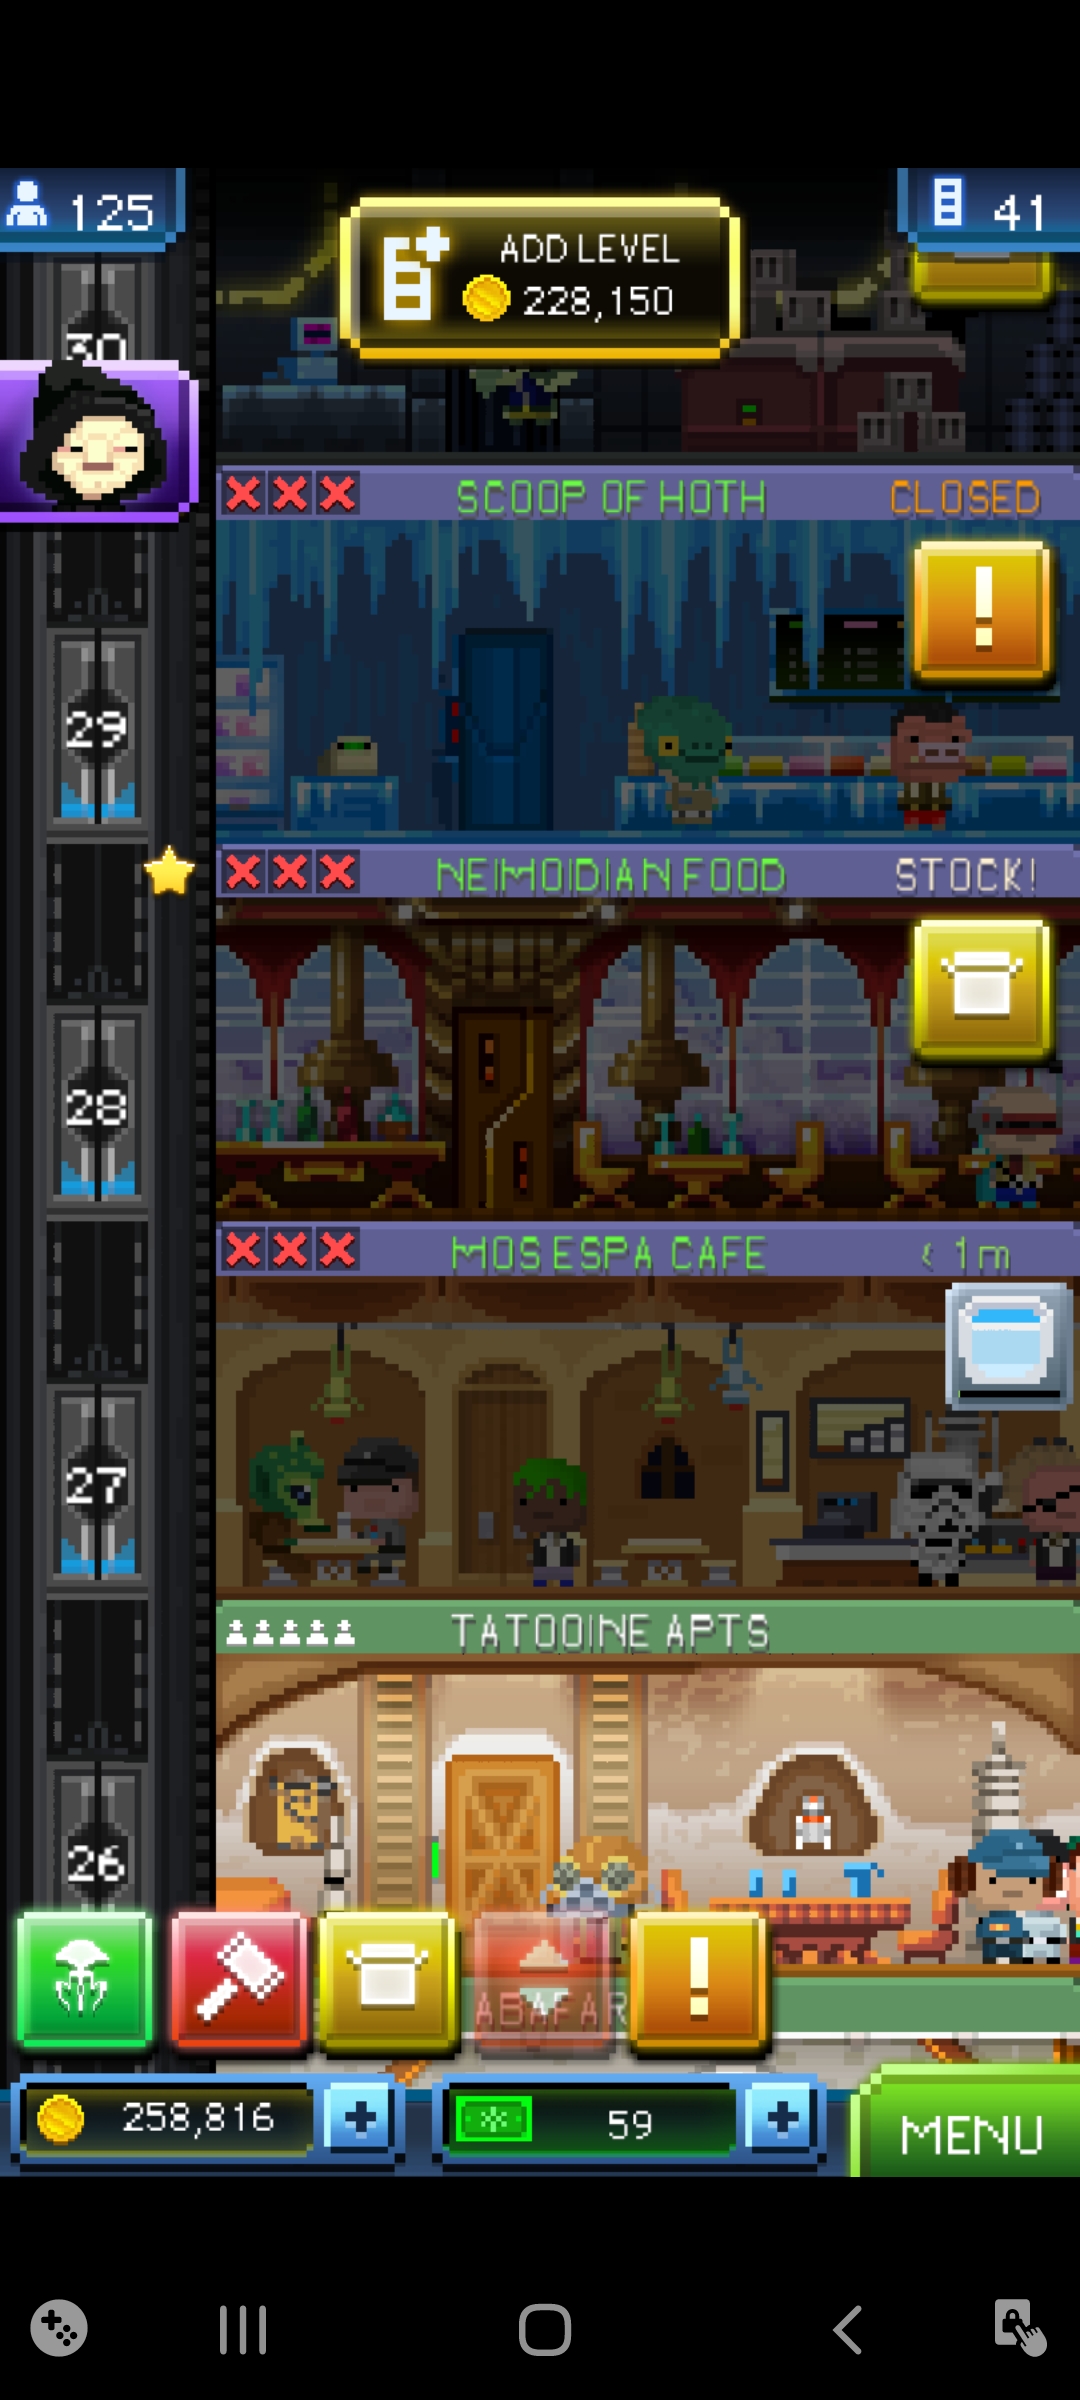 125
ADD LEVEL
228,150
41
30
SCOOP OF HOTH
CLOSED
!
29
NEIMOIDIAN FOOD
STOCK!
28
MOS ESPA CAFE
< 1m
27
TATOOINE APTS
26
!
ABAFAR
258,816
+
59
+
MENU